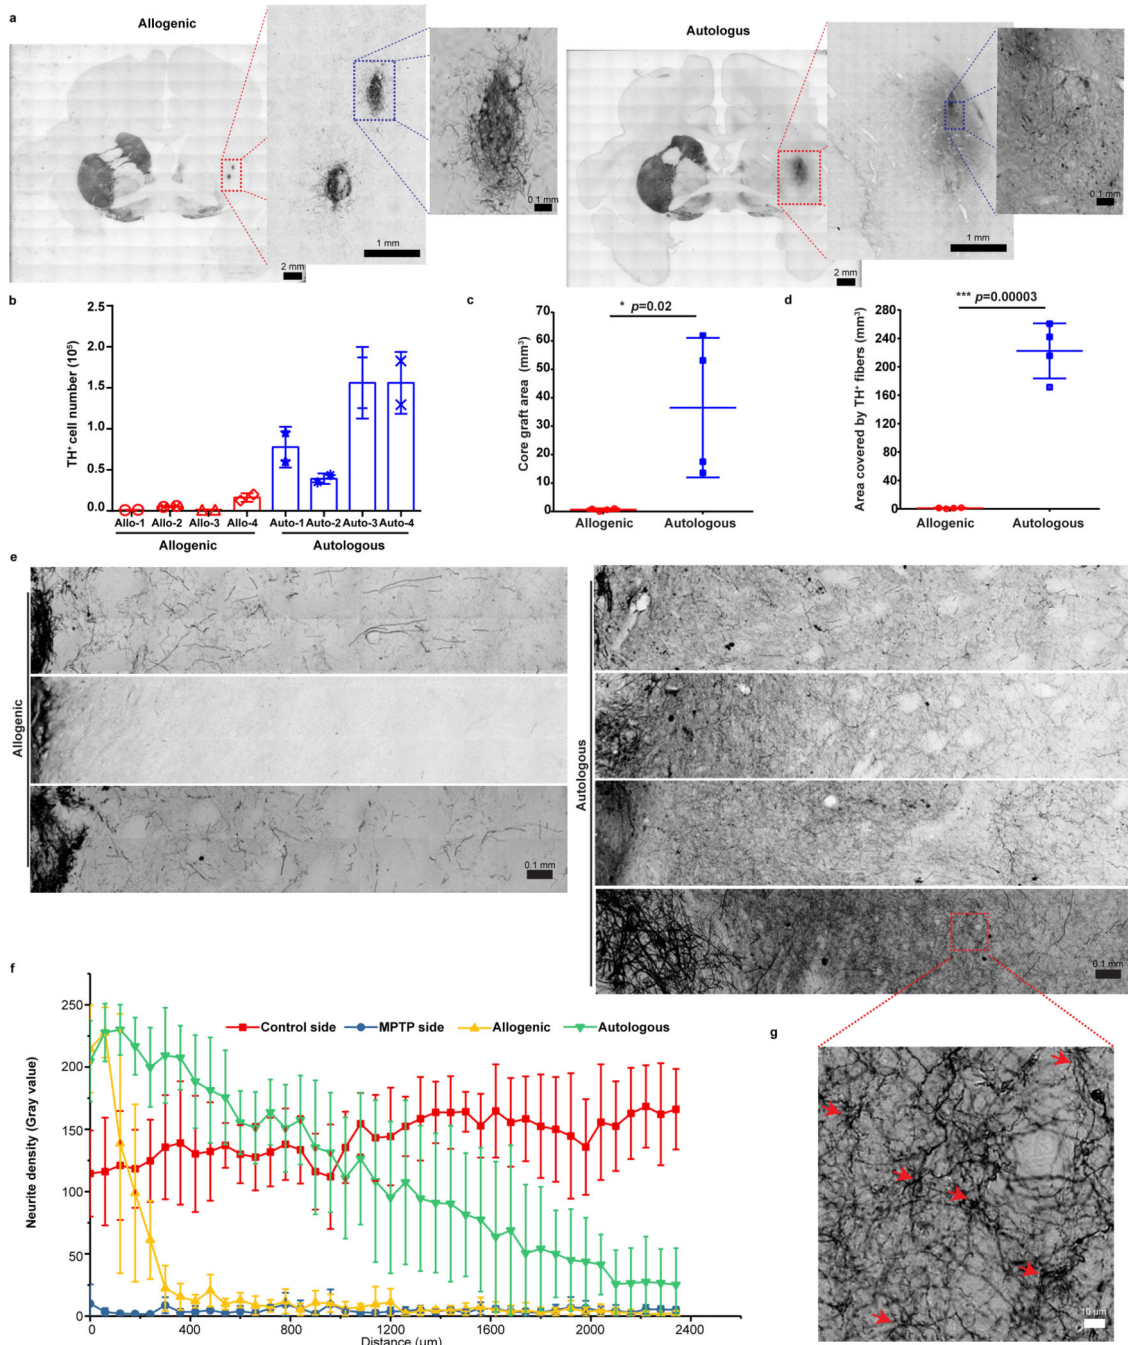 a
Allogenic
Autologus
0.1 mm
1 mm
2 mm
0.1 mm
1 mm
2 mm
b
TH⁺ cell number (10⁵)
2.5
2.0
1.5
1.0
0.5
0.0
Allo-1 Allo-2 Allo-3 Allo-4 Auto-1 Auto-2 Auto-3 Auto-4
Allogenic Autologous
c
* p=0.02
Core graft area (mm³)
70
60
50
40
30
20
10
0
Allogenic Autologous
d
*** p=0.00003
Area covered by TH⁺ fibers (mm³)
280
240
200
160
120
80
40
0
Allogenic Autologous
e
Allogenic
0.1 mm
Autologous
0.1 mm
f
Neurite density (Gray value)
250
200
150
100
50
0
Control side MPTP side Allogenic Autologous
0 400 800 1200 1600 2000 2400
Distance (um)
g
10 µm